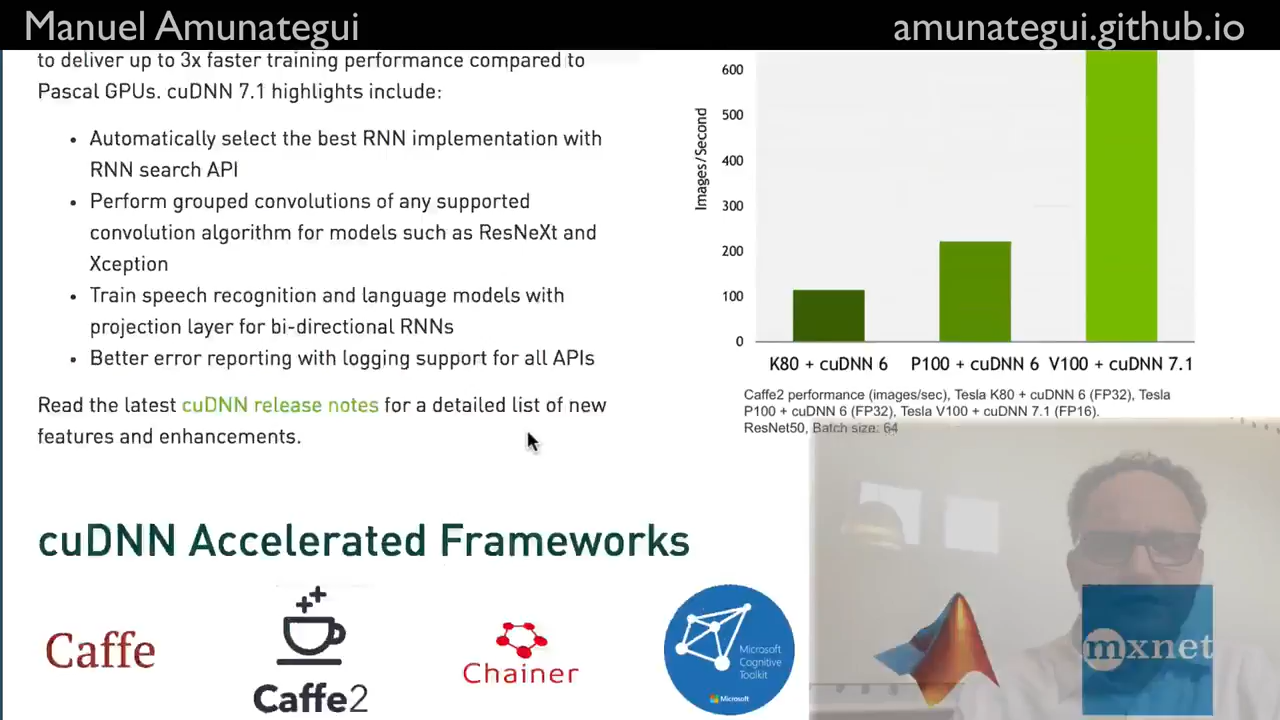 Manuel Amunategui
amunategui.github.io
to deliver up to 3x faster training performance compared to
Pascal GPUs. cuDNN 7.1 highlights include:
• Automatically select the best RNN implementation with
RNN search API
• Perform grouped convolutions of any supported
convolution algorithm for models such as ResNeXt and
Xception
• Train speech recognition and language models with
projection layer for bi-directional RNNs
• Better error reporting with logging support for all APIs
Read the latest cuDNN release notes for a detailed list of new
features and enhancements.
Images/Second
600
500
400
300
200
100
0
K80 + cuDNN 6
P100 + cuDNN 6
V100 + cuDNN 7.1
Caffe2 performance (images/sec), Tesla K80 + cuDNN 6 (FP32), Tesla
P100 + cuDNN 6 (FP32), Tesla V100 + cuDNN 7.1 (FP16).
ResNet50, Batch size: 64
cuDNN Accelerated Frameworks
Caffe
Caffe2
Chainer
Microsoft
Cognitive
Toolkit
Microsoft
mxnet